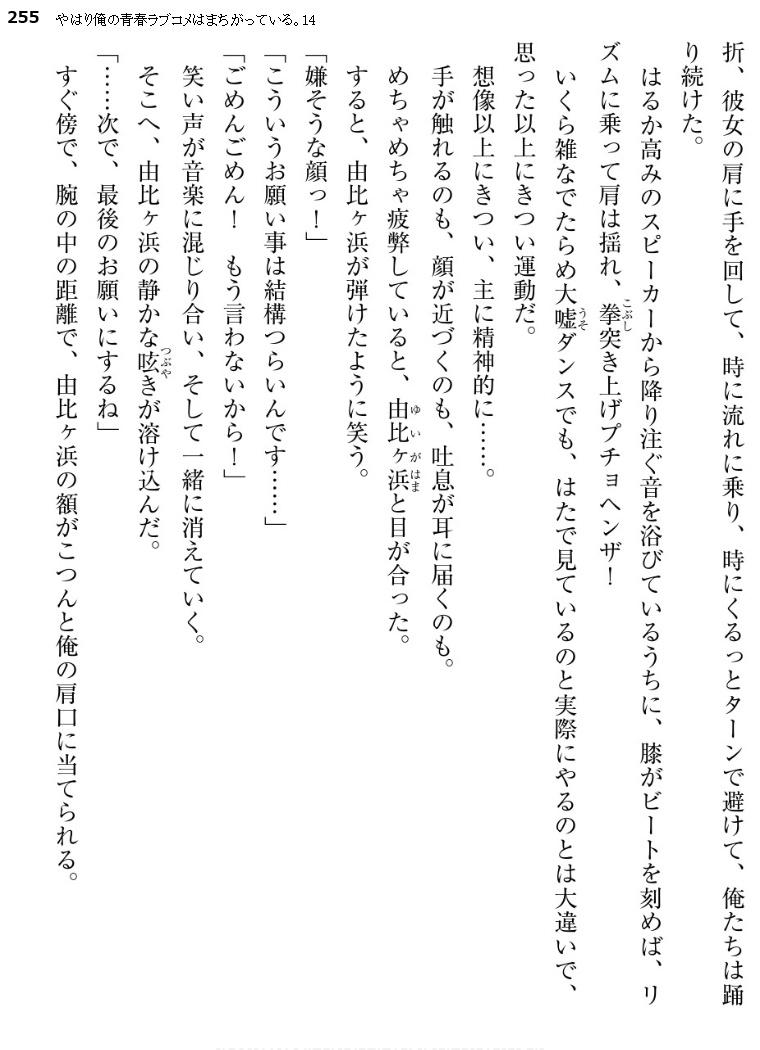 255 やはり俺の青春ラブコメはまちがっている。14
折、彼女の肩に手を回して、時に流れに乗り、時にくるっとターンで避けて、俺たちは踊
り続けた。
はるか高みのスピーカーから降り注ぐ音を浴びているうちに、膝がビートを刻めば、リ
ズムに乗って肩は揺れ、拳突き上げプチョヘンザ！
いくら雑なでたらめ大嘘ダンスでも、はたで見ているのと実際にやるのとは大違いで、
思った以上にきつい運動だ。
想像以上にきつい、主に精神的に……。
手が触れるのも、顔が近づくのも、吐息が耳に届くのも。
めちゃめちゃ疲弊していると、由比ヶ浜と目が合った。
すると、由比ヶ浜が弾けたように笑う。
「嫌そうな顔っ！」
「こういうお願い事は結構つらいんです……」
「ごめんごめん！　もう言わないから！」
笑い声が音楽に混じり合い、そして一緒に消えていく。
そこへ、由比ヶ浜の静かな呟きが溶け込んだ。
「……次で、最後のお願いにするね」
すぐ傍で、腕の中の距離で、由比ヶ浜の額がこつんと俺の肩口に当てられる。